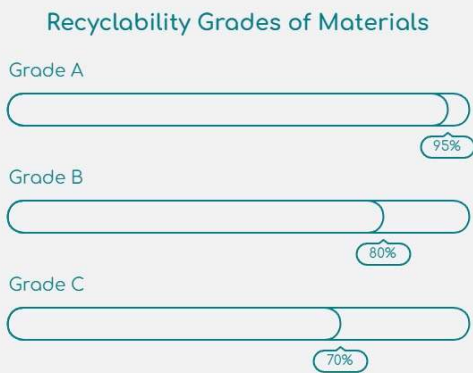 Recyclability Grades of Materials
Grade A
95%
Grade B
80%
Grade C
70%